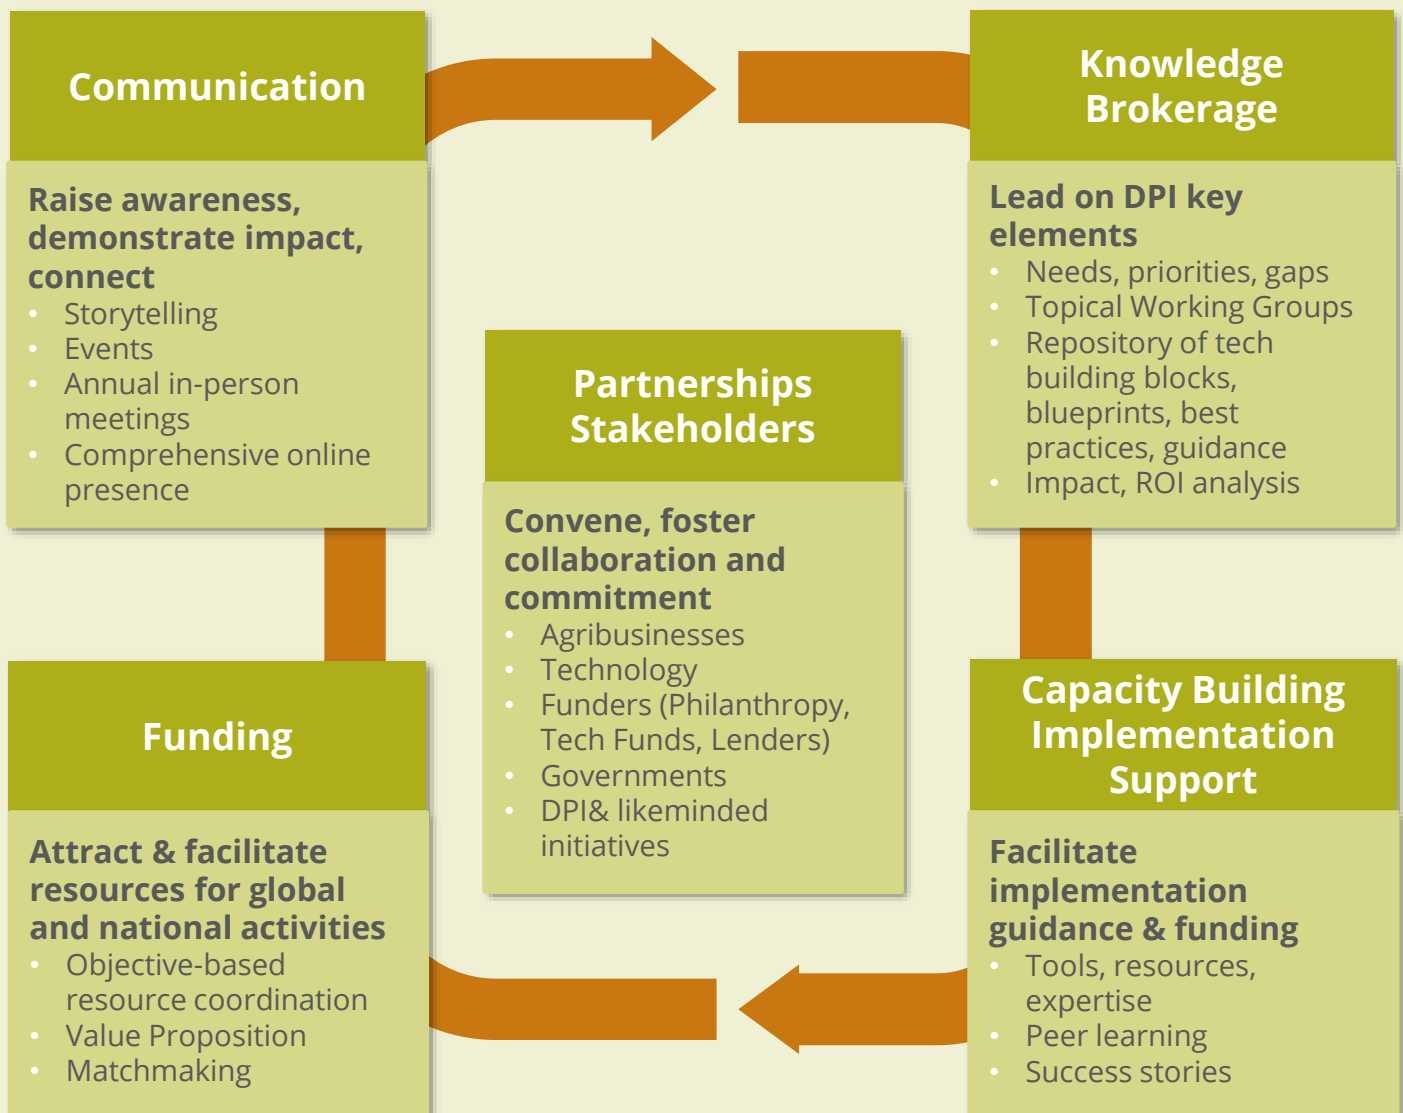 Communication
Raise awareness,
demonstrate impact,
connect
• Storytelling
• Events
• Annual in-person
meetings
• Comprehensive online
presence
Knowledge
Brokerage
Lead on DPI key
elements
• Needs, priorities, gaps
• Topical Working Groups
• Repository of tech
building blocks,
blueprints, best
practices, guidance
• Impact, ROI analysis
Partnerships
Stakeholders
Convene, foster
collaboration and
commitment
• Agribusinesses
• Technology
• Funders (Philanthropy,
Tech Funds, Lenders)
• Governments
• DPI& likeminded
initiatives
Funding
Attract & facilitate
resources for global
and national activities
• Objective-based
resource coordination
• Value Proposition
• Matchmaking
Capacity Building
Implementation
Support
Facilitate
implementation
guidance & funding
• Tools, resources,
expertise
• Peer learning
• Success stories